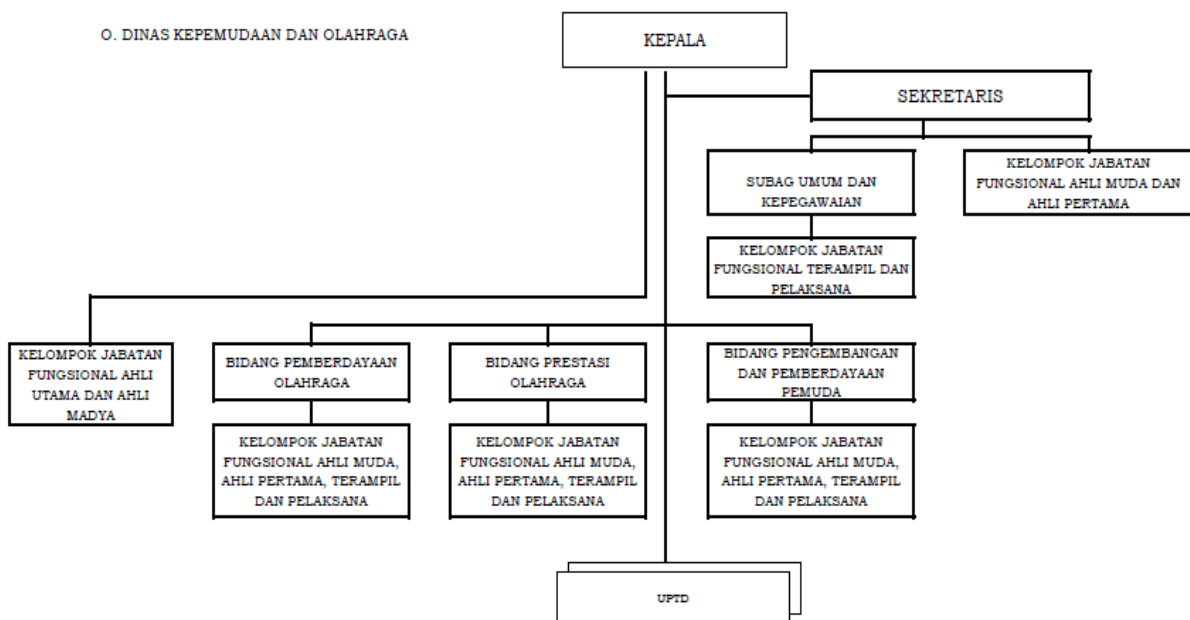 O. DINAS KEPEMUDAAN DAN OLAHRAGA
KEPALA
SEKRETARIS
SUBAG UMUM DAN
KEPEGAWAIAN
KELOMPOK JABATAN
FUNGSIONAL AHLI MUDA DAN
AHLI PERTAMA
KELOMPOK JABATAN
FUNGSIONAL TERAMPIL DAN
PELAKSANA
KELOMPOK JABATAN
FUNGSIONAL AHLI
UTAMA DAN AHLI
MADYA
BIDANG PEMBERDAYAAN
OLAHRAGA
BIDANG PRESTASI
OLAHRAGA
BIDANG PENGEMBANGAN
DAN PEMBERDAYAAN
PEMUDA
KELOMPOK JABATAN
FUNGSIONAL AHLI MUDA,
AHLI PERTAMA, TERAMPIL
DAN PELAKSANA
KELOMPOK JABATAN
FUNGSIONAL AHLI MUDA,
AHLI PERTAMA, TERAMPIL
DAN PELAKSANA
KELOMPOK JABATAN
FUNGSIONAL AHLI MUDA,
AHLI PERTAMA, TERAMPIL
DAN PELAKSANA
UPTD